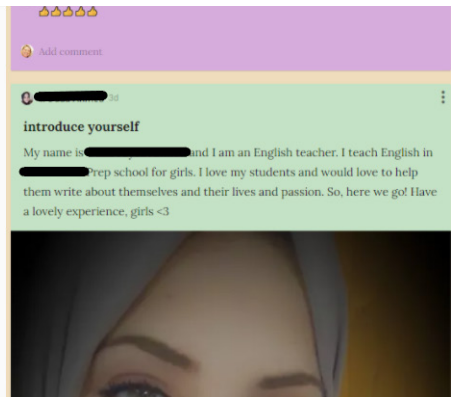 👍👍👍👍👍
Add comment
3d
introduce yourself
My name is and I am an English teacher. I teach English in
Prep school for girls. I love my students and would love to help
them write about themselves and their lives and passion. So, here we go! Have
a lovely experience, girls <3